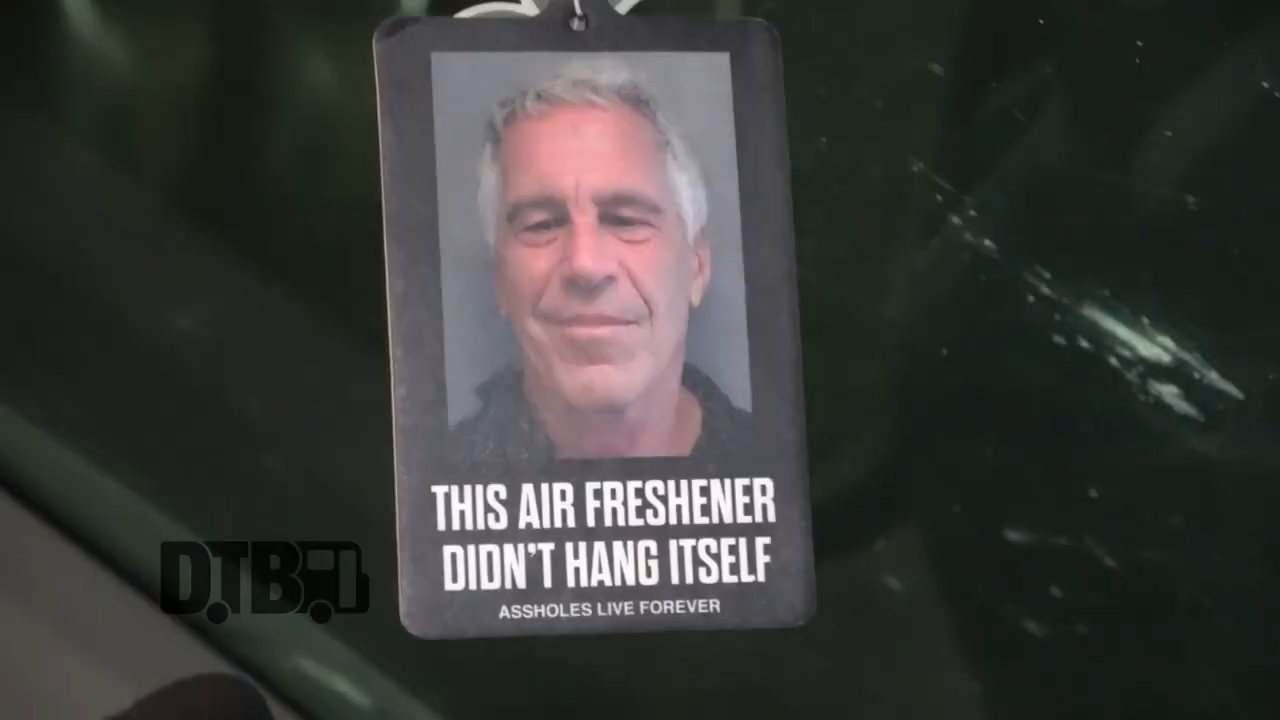 THIS AIR FRESHENER
DIDN'T HANG ITSELF
ASSHOLES LIVE FOREVER
DTB